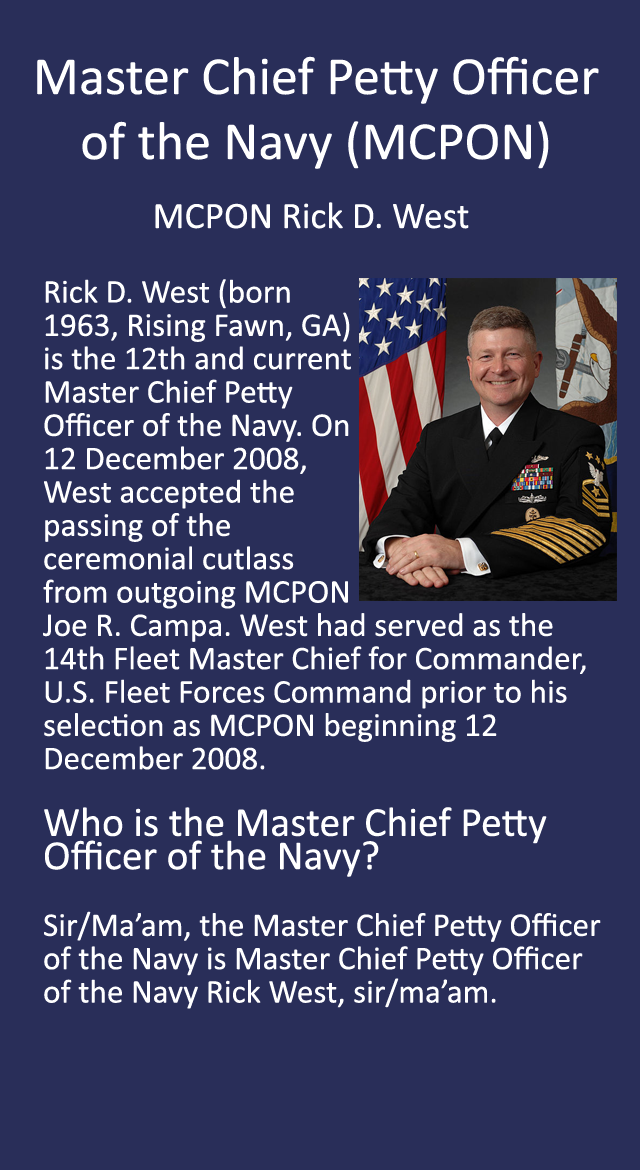 Master Chief Petty Officer
of the Navy (MCPON)
MCPON Rick D. West
Rick D. West (born
1963, Rising Fawn, GA)
is the 12th and current
Master Chief Petty
Officer of the Navy. On
12 December 2008,
West accepted the
passing of the
ceremonial cutlass
from outgoing MCPON
Joe R. Campa. West had served as the
14th Fleet Master Chief for Commander,
U.S. Fleet Forces Command prior to his
selection as MCPON beginning 12
December 2008.
Who is the Master Chief Petty
Officer of the Navy?
Sir/Ma’am, the Master Chief Petty Officer
of the Navy is Master Chief Petty Officer
of the Navy Rick West, sir/ma’am.